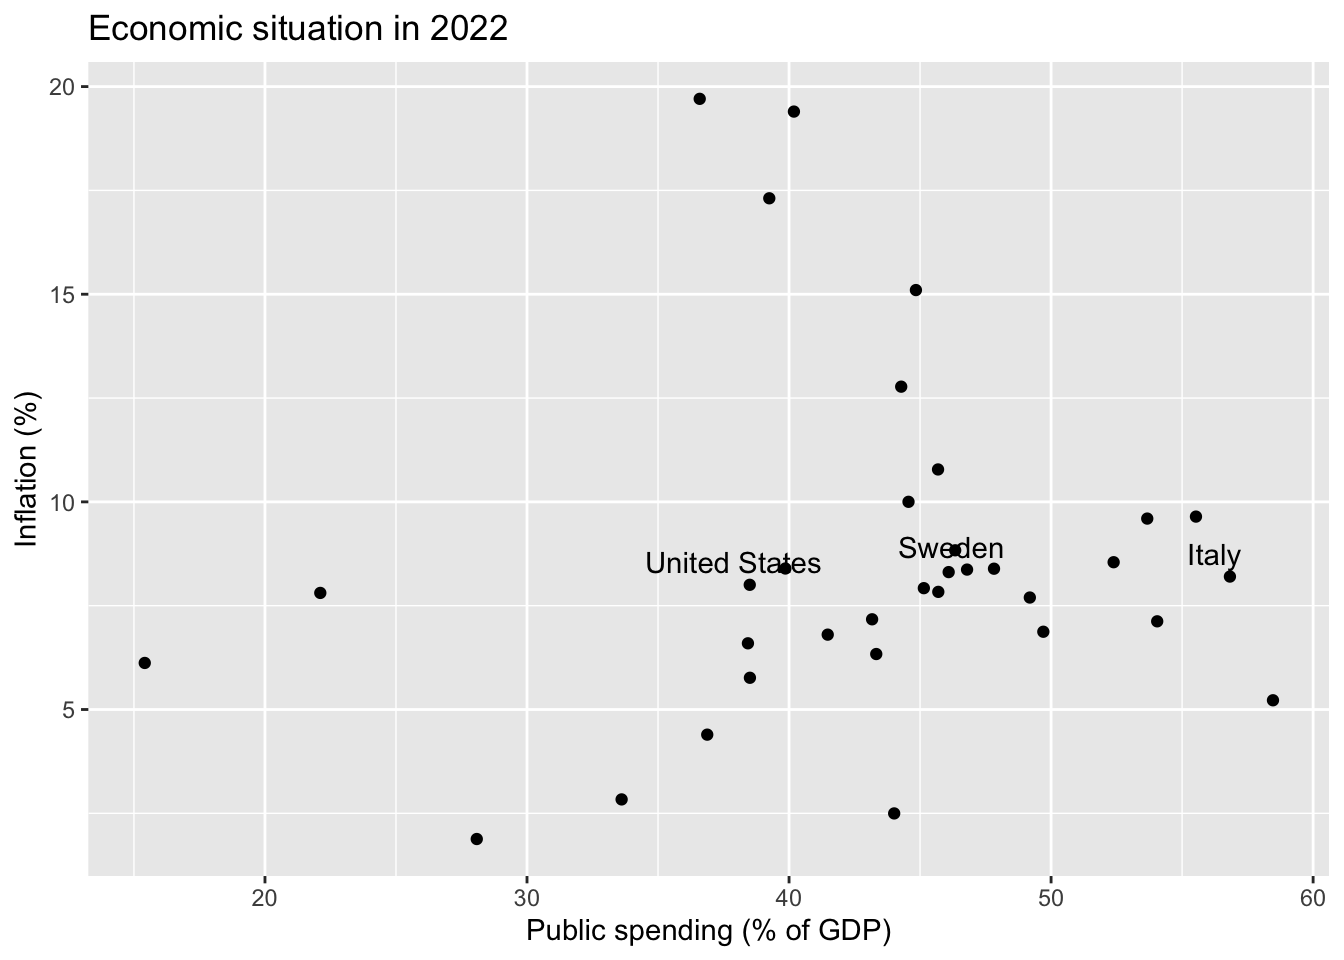 Economic situation in 2022
20
15
10
5
Inflation (%)
United States
Sweden
Italy
20 30 40 50 60
Public spending (% of GDP)